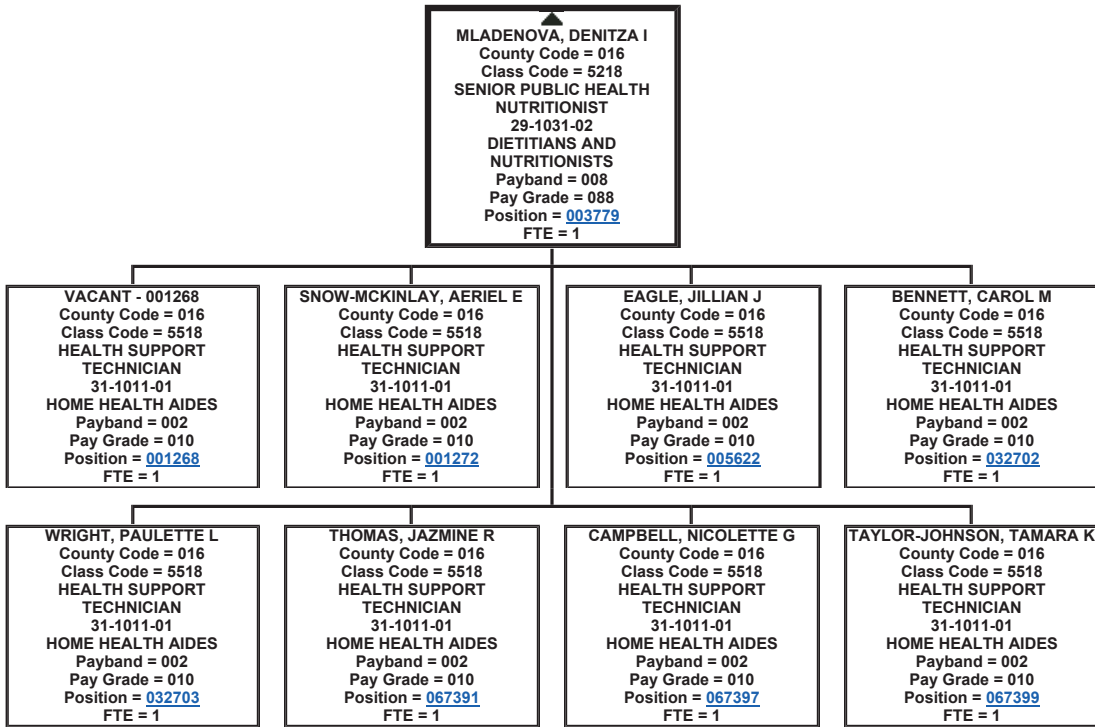 MLADENOVA, DENITZA I
County Code = 016
Class Code = 5218
SENIOR PUBLIC HEALTH
NUTRITIONIST
29-1031-02
DIETITIANS AND
NUTRITIONISTS
Payband = 008
Pay Grade = 088
Position = 003779
FTE = 1
VACANT - 001268
County Code = 016
Class Code = 5518
HEALTH SUPPORT
TECHNICIAN
31-1011-01
HOME HEALTH AIDES
Payband = 002
Pay Grade = 010
Position = 001268
FTE = 1
SNOW-MCKINLAY, AERIEL E
County Code = 016
Class Code = 5518
HEALTH SUPPORT
TECHNICIAN
31-1011-01
HOME HEALTH AIDES
Payband = 002
Pay Grade = 010
Position = 001272
FTE = 1
EAGLE, JILLIAN J
County Code = 016
Class Code = 5518
HEALTH SUPPORT
TECHNICIAN
31-1011-01
HOME HEALTH AIDES
Payband = 002
Pay Grade = 010
Position = 005622
FTE = 1
BENNETT, CAROL M
County Code = 016
Class Code = 5518
HEALTH SUPPORT
TECHNICIAN
31-1011-01
HOME HEALTH AIDES
Payband = 002
Pay Grade = 010
Position = 032702
FTE = 1
WRIGHT, PAULETTE L
County Code = 016
Class Code = 5518
HEALTH SUPPORT
TECHNICIAN
31-1011-01
HOME HEALTH AIDES
Payband = 002
Pay Grade = 010
Position = 032703
FTE = 1
THOMAS, JAZMINE R
County Code = 016
Class Code = 5518
HEALTH SUPPORT
TECHNICIAN
31-1011-01
HOME HEALTH AIDES
Payband = 002
Pay Grade = 010
Position = 067391
FTE = 1
CAMPBELL, NICOLETTE G
County Code = 016
Class Code = 5518
HEALTH SUPPORT
TECHNICIAN
31-1011-01
HOME HEALTH AIDES
Payband = 002
Pay Grade = 010
Position = 067397
FTE = 1
TAYLOR-JOHNSON, TAMARA K
County Code = 016
Class Code = 5518
HEALTH SUPPORT
TECHNICIAN
31-1011-01
HOME HEALTH AIDES
Payband = 002
Pay Grade = 010
Position = 067399
FTE = 1